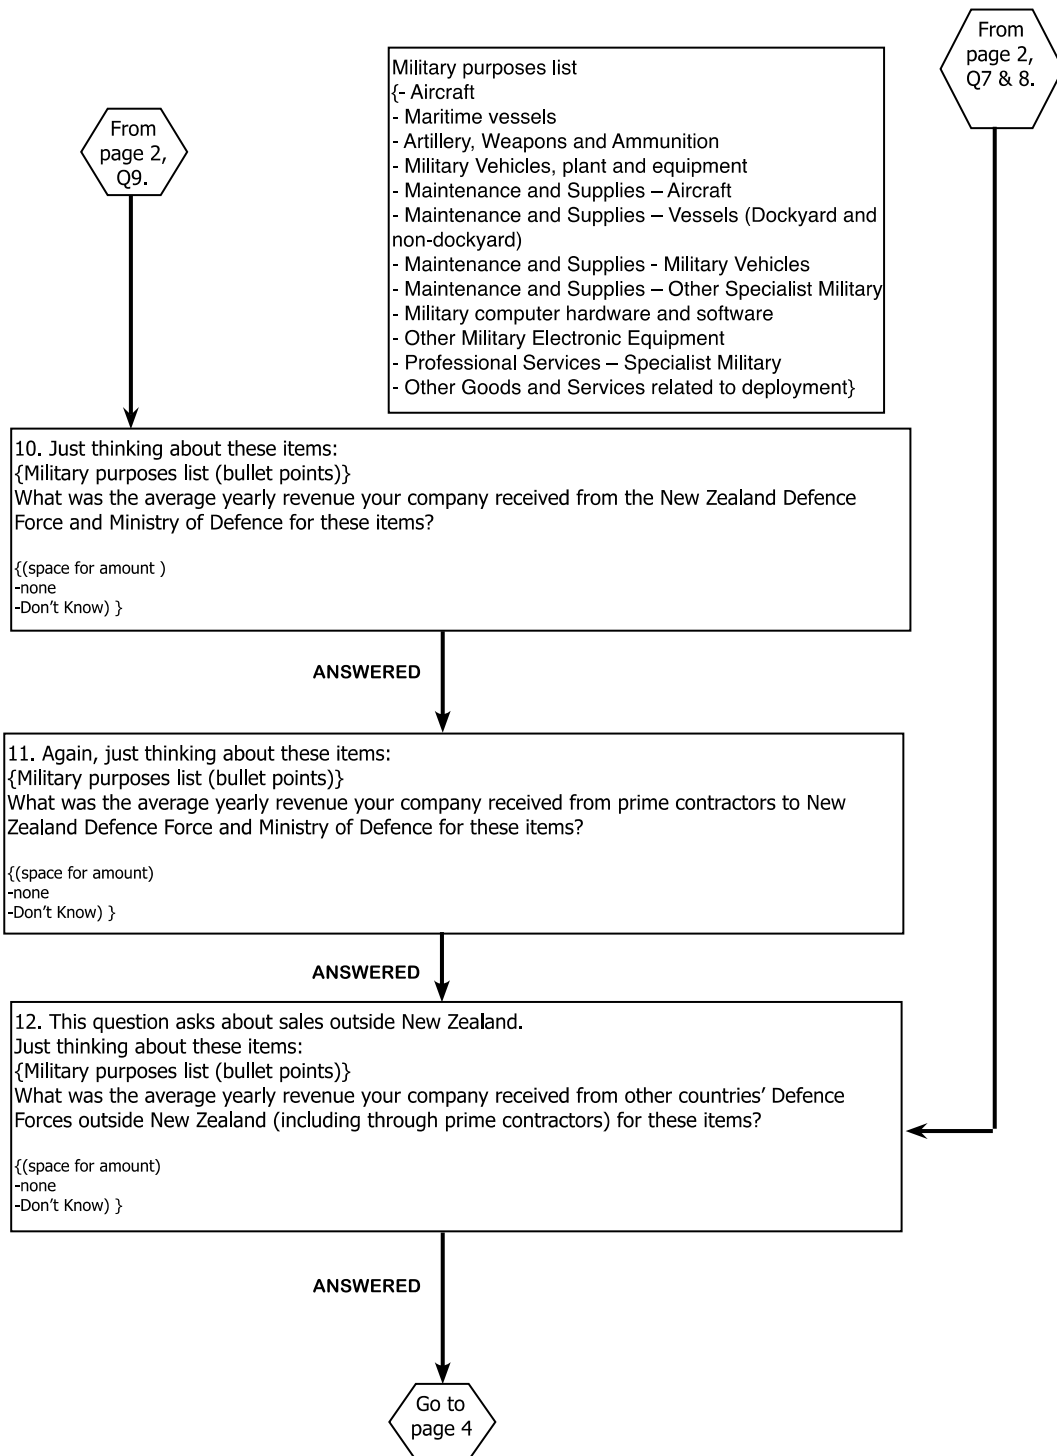 From
page 2,
Q7 & 8.
Military purposes list
{- Aircraft
- Maritime vessels
- Artillery, Weapons and Ammunition
- Military Vehicles, plant and equipment
- Maintenance and Supplies – Aircraft
- Maintenance and Supplies – Vessels (Dockyard and
non-dockyard)
- Maintenance and Supplies - Military Vehicles
- Maintenance and Supplies – Other Specialist Military
- Military computer hardware and software
- Other Military Electronic Equipment
- Professional Services – Specialist Military
- Other Goods and Services related to deployment}
From
page 2,
Q9.
10. Just thinking about these items:
{Military purposes list (bullet points)}
What was the average yearly revenue your company received from the New Zealand Defence
Force and Ministry of Defence for these items?
{(space for amount )
-none
-Don't Know) }
ANSWERED
11. Again, just thinking about these items:
{Military purposes list (bullet points)}
What was the average yearly revenue your company received from prime contractors to New
Zealand Defence Force and Ministry of Defence for these items?
{(space for amount)
-none
-Don't Know) }
ANSWERED
12. This question asks about sales outside New Zealand.
Just thinking about these items:
{Military purposes list (bullet points)}
What was the average yearly revenue your company received from other countries' Defence
Forces outside New Zealand (including through prime contractors) for these items?
{(space for amount)
-none
-Don't Know) }
ANSWERED
Go to
page 4